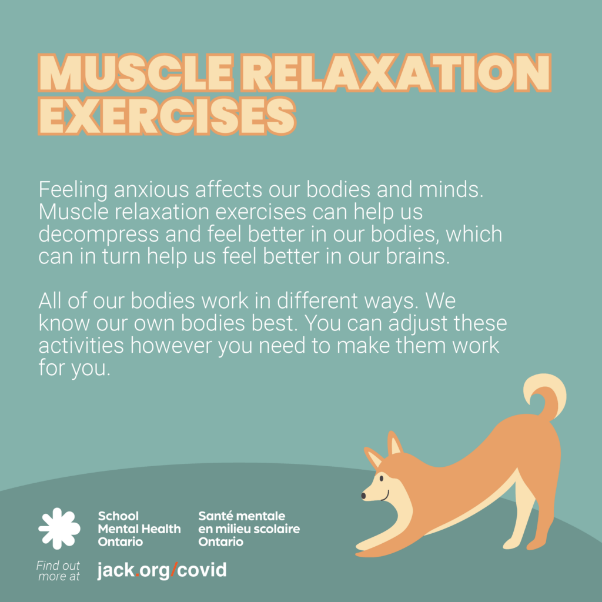 MUSCLE RELAXATION
EXERCISES
Feeling anxious affects our bodies and minds.
Muscle relaxation exercises can help us
decompress and feel better in our bodies, which
can in turn help us feel better in our brains.
All of our bodies work in different ways. We
know our own bodies best. You can adjust these
activities however you need to make them work
for you.
School
Mental Health
Ontario
Santé mentale
en milieu scolaire
Ontario
Find out
more at
jack.org/covid